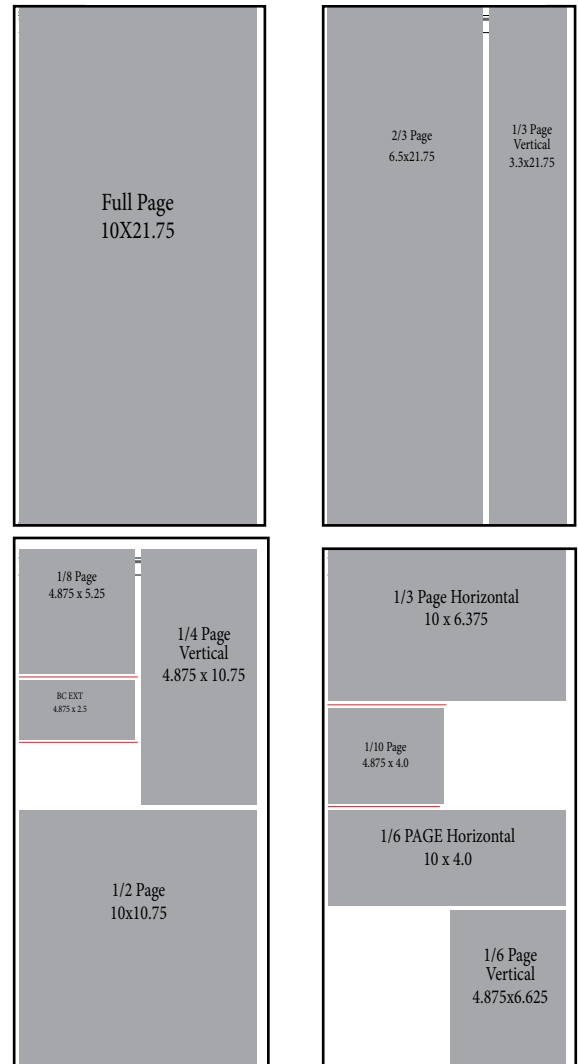 Full Page
10X21.75
2/3 Page
6.5x21.75
1/3 Page
Vertical
3.3x21.75
1/8 Page
4.875 x 5.25
BC EXT
4.875 x 2.5
1/4 Page
Vertical
4.875 x 10.75
1/2 Page
10x10.75
1/3 Page Horizontal
10 x 6.375
1/10 Page
4.875 x 4.0
1/6 PAGE Horizontal
10 x 4.0
1/6 Page
Vertical
4.875x6.625